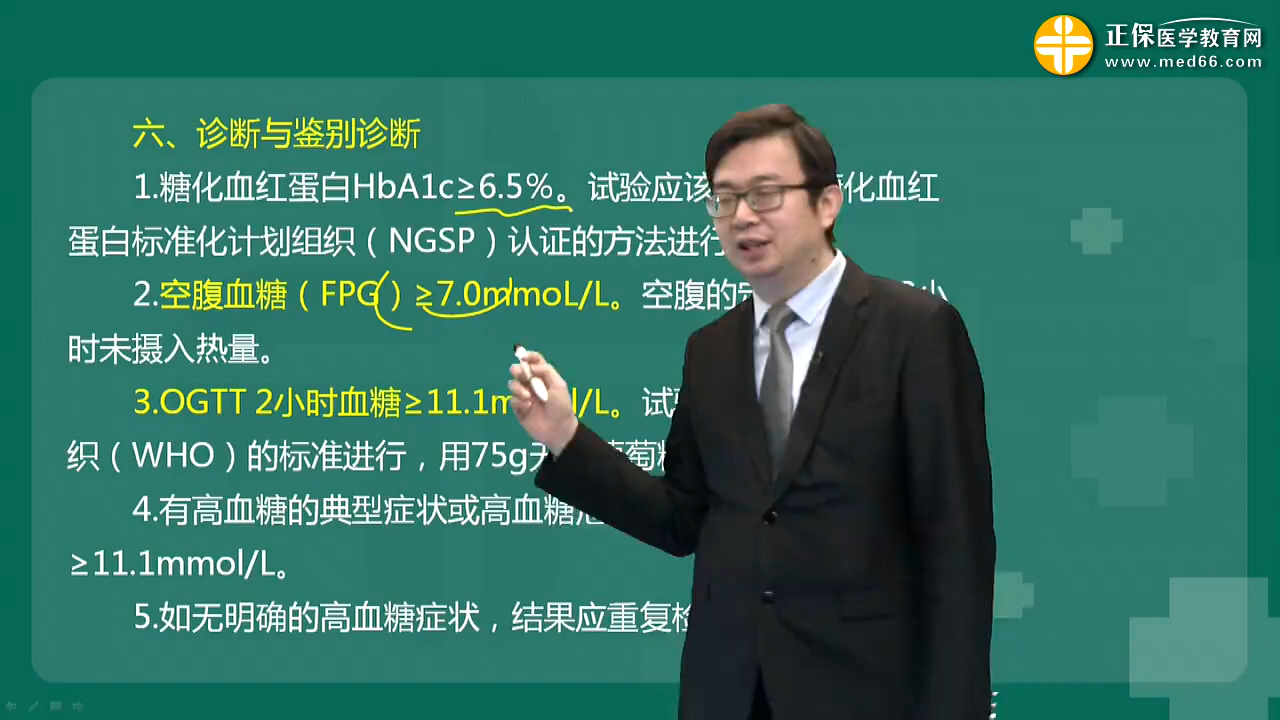 正保医学教育网
www.med66.com
六、诊断与鉴别诊断
1.糖化血红蛋白HbA1c≥6.5%。试验应该 化血红
蛋白标准化计划组织（NGSP）认证的方法进行
2.空腹血糖（FPG）≥7.0mmoL/L。空腹的 小
时未摄入热量。
3.OGTT 2小时血糖≥11.1m l/L。试
织（WHO）的标准进行，用75g 葡萄
4.有高血糖的典型症状或高血糖
≥11.1mmol/L。
5.如无明确的高血糖症状，结果应重复检